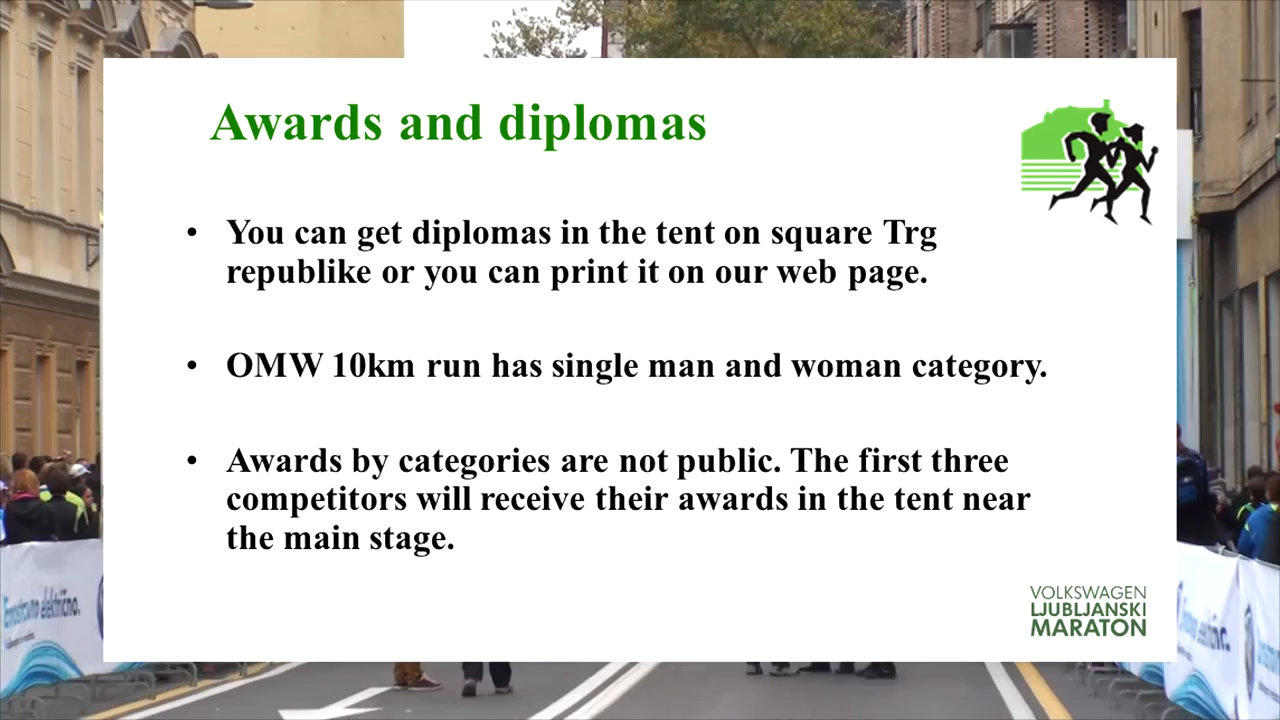 Awards and diplomas
• You can get diplomas in the tent on square Trg
republike or you can print it on our web page.
• OMW 10km run has single man and woman category.
• Awards by categories are not public. The first three
competitors will receive their awards in the tent near
the main stage.
VOLKSWAGEN
LJUBLJANSKI
MARATON
električno.